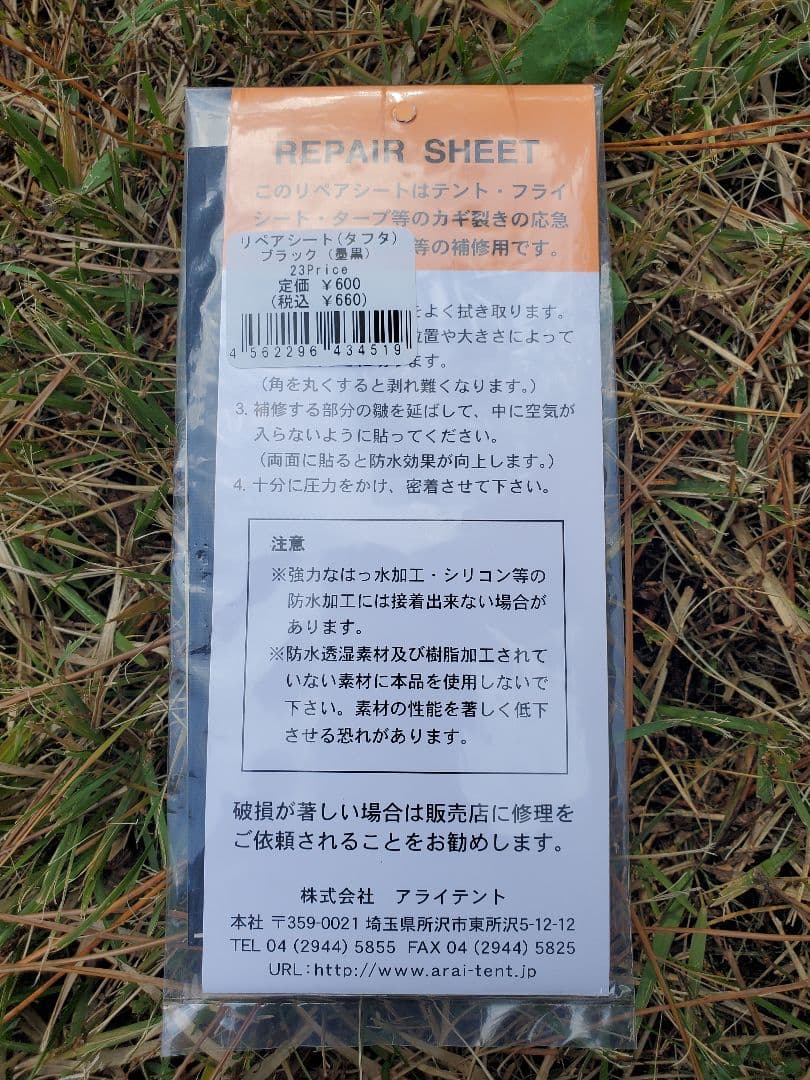 REPAIR SHEET
このリペアシートはテント・フライ
シート・タープ等のカギ裂きの応急
等の補修用です。
リペアシート(タフタ)
ブラック (墨黒)
23Price
定価 ¥600
(税込 ¥660)
4 562296 434519
をよく拭き取ります。
置や大きさによって
ます。
(角を丸くすると剥れ難くなります。)
3. 補修する部分の皺を延ばして、中に空気が
入らないように貼ってください。
(両面に貼ると防水効果が向上します。)
4. 十分に圧力をかけ、密着させて下さい。
注意
※強力なはっ水加工・シリコン等の
防水加工には接着出来ない場合が
あります。
※防水透湿素材及び樹脂加工されて
いない素材に本品を使用しないで
下さい。素材の性能を著しく低下
させる恐れがあります。
破損が著しい場合は販売店に修理を
ご依頼されることをお勧めします。
株式会社 アライテント
本社 〒359-0021 埼玉県所沢市東所沢5-12-12
TEL 04 (2944) 5855 FAX 04 (2944) 5825
URL:http://www.arai-tent.jp